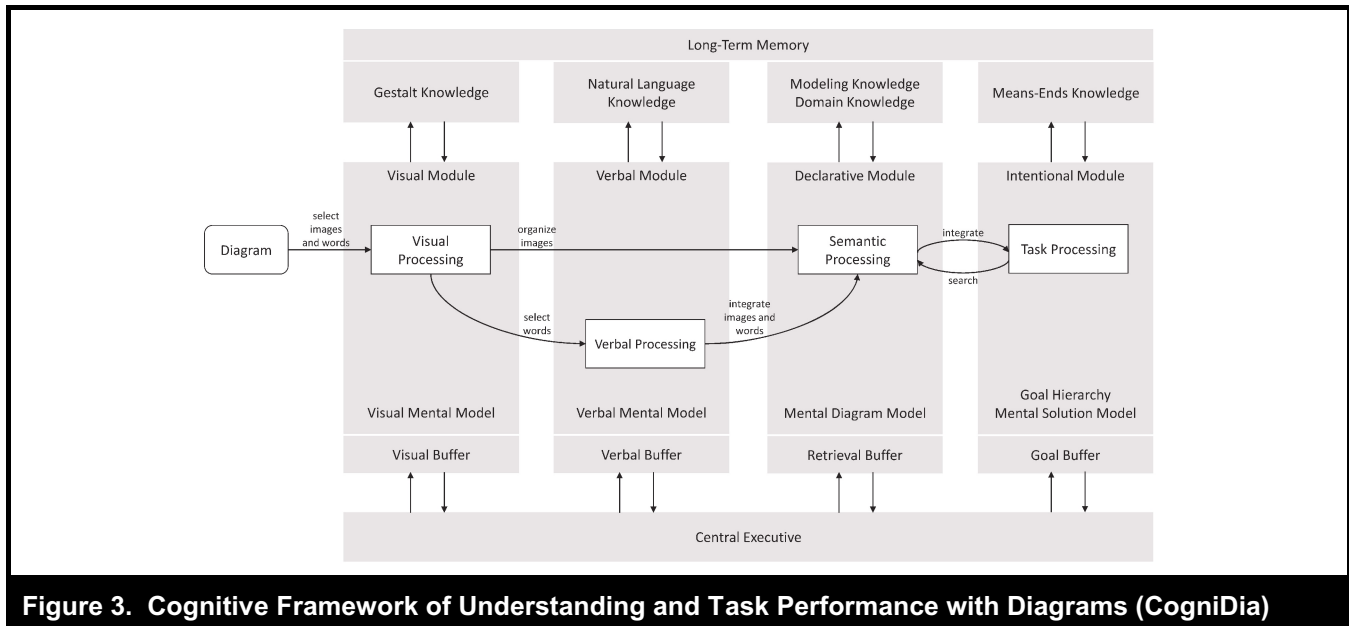 Long-Term Memory
Gestalt Knowledge
Natural Language
Knowledge
Modeling Knowledge
Domain Knowledge
Means-Ends Knowledge
Visual Module
Verbal Module
Declarative Module
Intentional Module
Diagram
select
images
and words
Visual
Processing
organize
images
Semantic
Processing
integrate
search
Task Processing
select
words
Verbal Processing
integrate
images and
words
Visual Mental Model
Verbal Mental Model
Mental Diagram Model
Goal Hierarchy
Mental Solution Model
Visual Buffer
Verbal Buffer
Retrieval Buffer
Goal Buffer
Central Executive
Figure 3. Cognitive Framework of Understanding and Task Performance with Diagrams (CogniDia)